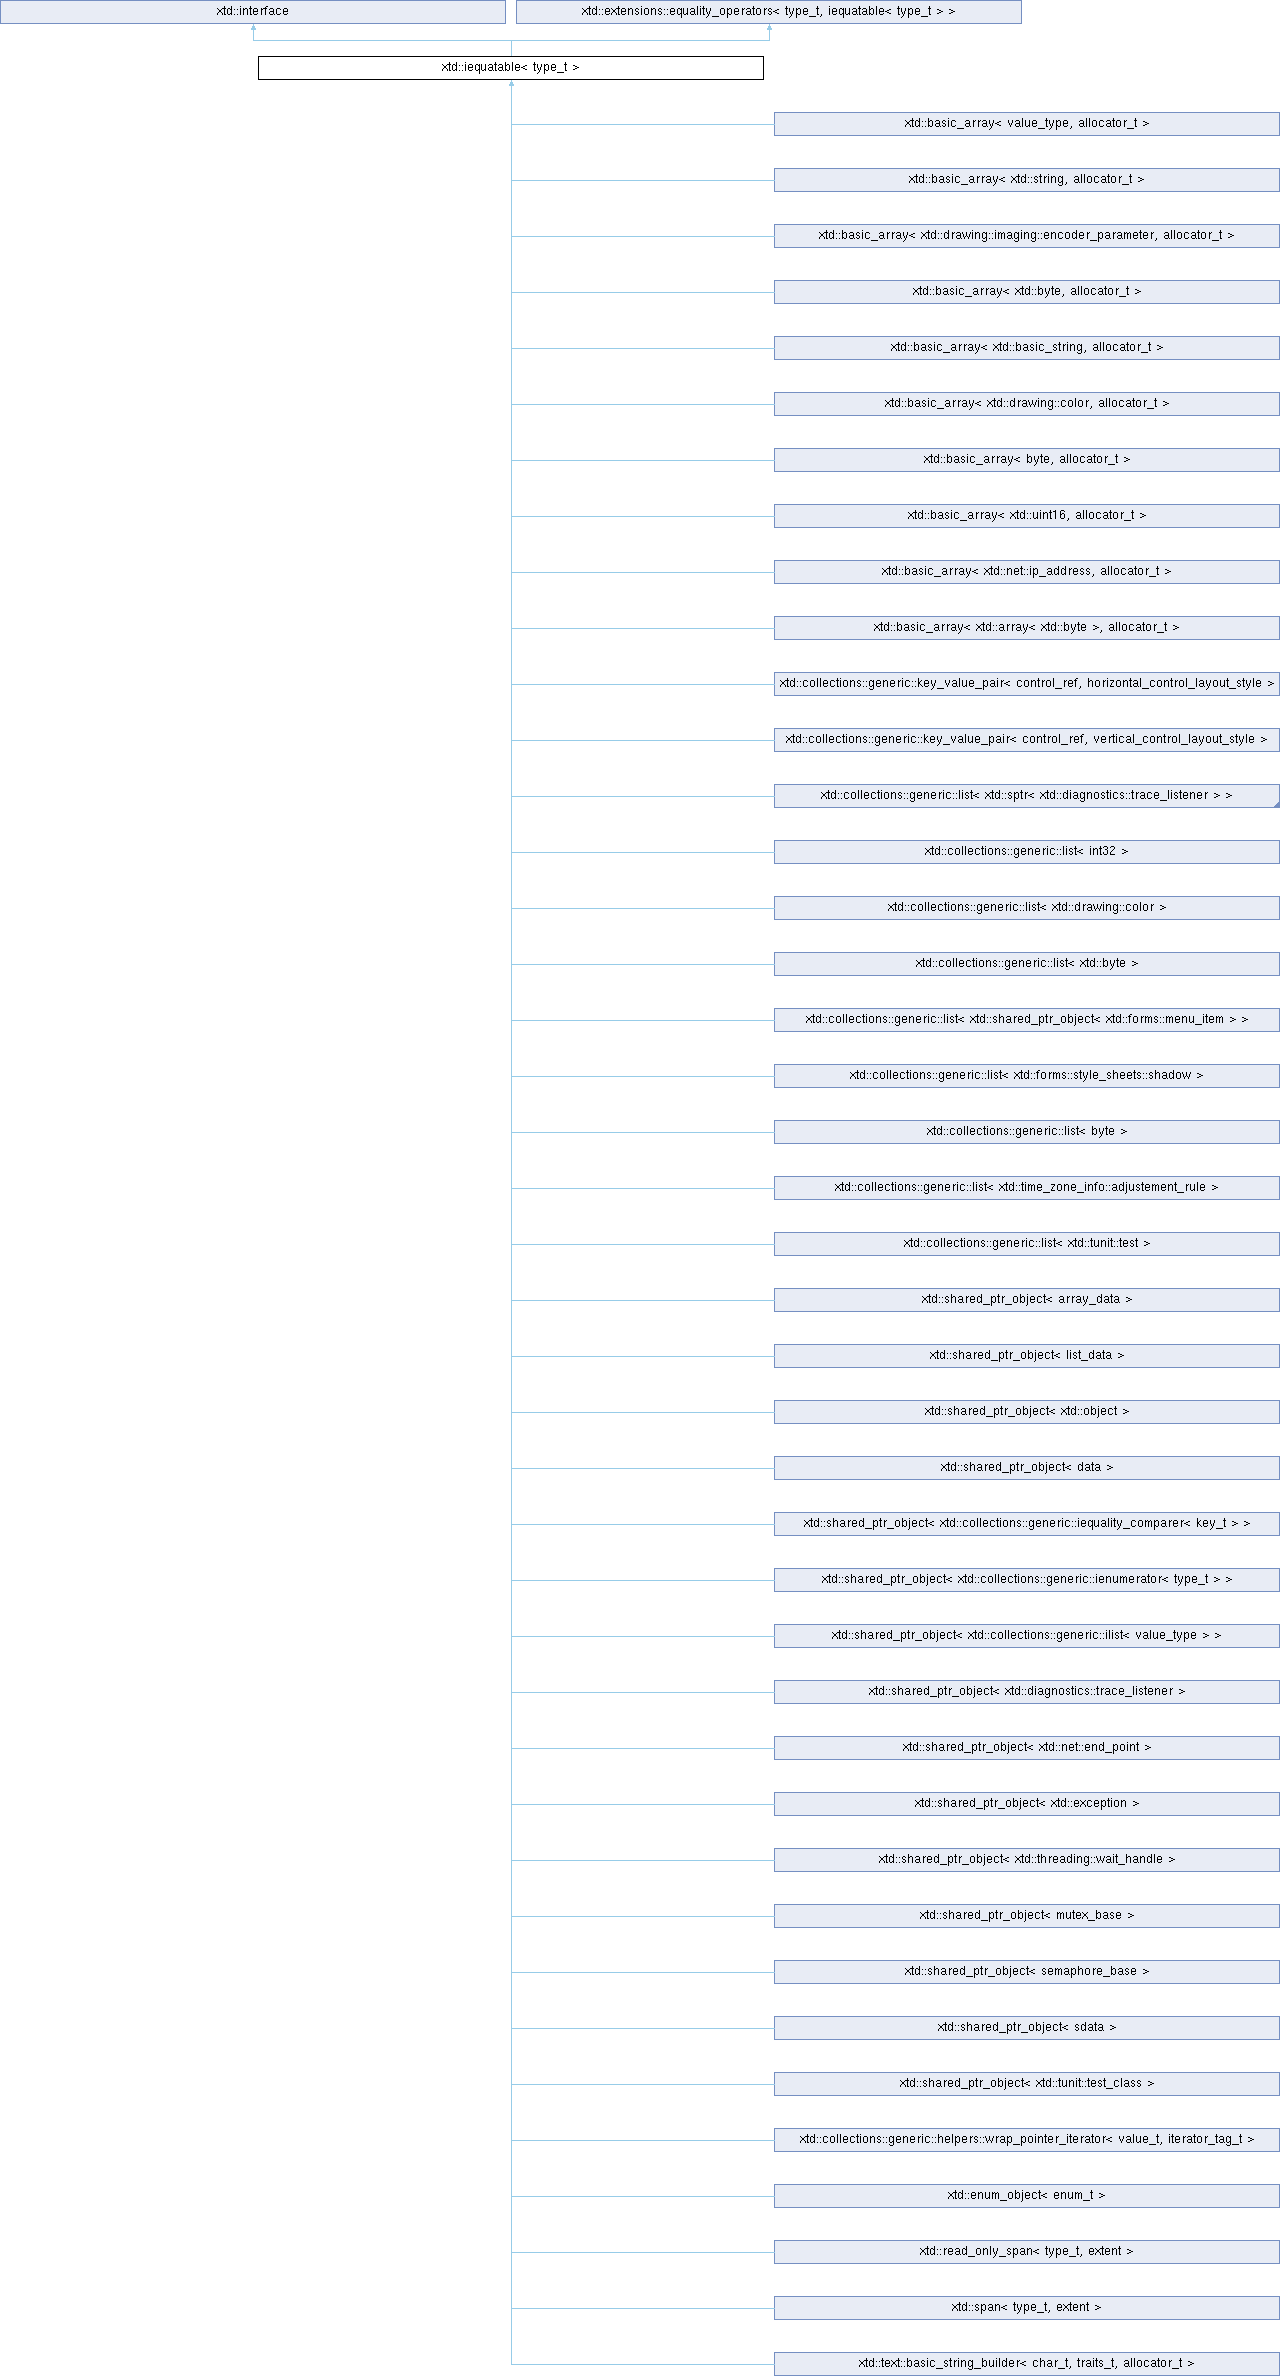 xtd::interface
xtd::extensions::equality_operators< type_t, iequatable< type_t > >
xtd::iequatable< type_t >
xtd::basic_array< value_type, allocator_t >
xtd::basic_array< xtd::string, allocator_t >
xtd::basic_array< xtd::drawing::imaging::encoder_parameter, allocator_t >
xtd::basic_array< xtd::byte, allocator_t >
xtd::basic_array< xtd::basic_string, allocator_t >
xtd::basic_array< xtd::drawing::color, allocator_t >
xtd::basic_array< byte, allocator_t >
xtd::basic_array< xtd::uint16, allocator_t >
xtd::basic_array< xtd::net::ip_address, allocator_t >
xtd::basic_array< xtd::array< xtd::byte >, allocator_t >
xtd::collections::generic::key_value_pair< control_ref, horizontal_control_layout_style >
xtd::collections::generic::key_value_pair< control_ref, vertical_control_layout_style >
xtd::collections::generic::list< xtd::sptr< xtd::diagnostics::trace_listener > >
xtd::collections::generic::list< int32 >
xtd::collections::generic::list< xtd::drawing::color >
xtd::collections::generic::list< xtd::byte >
xtd::collections::generic::list< xtd::shared_ptr_object< xtd::forms::menu_item > >
xtd::collections::generic::list< xtd::forms::style_sheets::shadow >
xtd::collections::generic::list< byte >
xtd::collections::generic::list< xtd::time_zone_info::adjustement_rule >
xtd::collections::generic::list< xtd::tunit::test >
xtd::shared_ptr_object< array_data >
xtd::shared_ptr_object< list_data >
xtd::shared_ptr_object< xtd::object >
xtd::shared_ptr_object< data >
xtd::shared_ptr_object< xtd::collections::generic::iequality_comparer< key_t > >
xtd::shared_ptr_object< xtd::collections::generic::ienumerator< type_t > >
xtd::shared_ptr_object< xtd::collections::generic::ilist< value_type > >
xtd::shared_ptr_object< xtd::diagnostics::trace_listener >
xtd::shared_ptr_object< xtd::net::end_point >
xtd::shared_ptr_object< xtd::exception >
xtd::shared_ptr_object< xtd::threading::wait_handle >
xtd::shared_ptr_object< mutex_base >
xtd::shared_ptr_object< semaphore_base >
xtd::shared_ptr_object< sdata >
xtd::shared_ptr_object< xtd::tunit::test_class >
xtd::collections::generic::helpers::wrap_pointer_iterator< value_t, iterator_tag_t >
xtd::enum_object< enum_t >
xtd::read_only_span< type_t, extent >
xtd::span< type_t, extent >
xtd::text::basic_string_builder< char_t, traits_t, allocator_t >